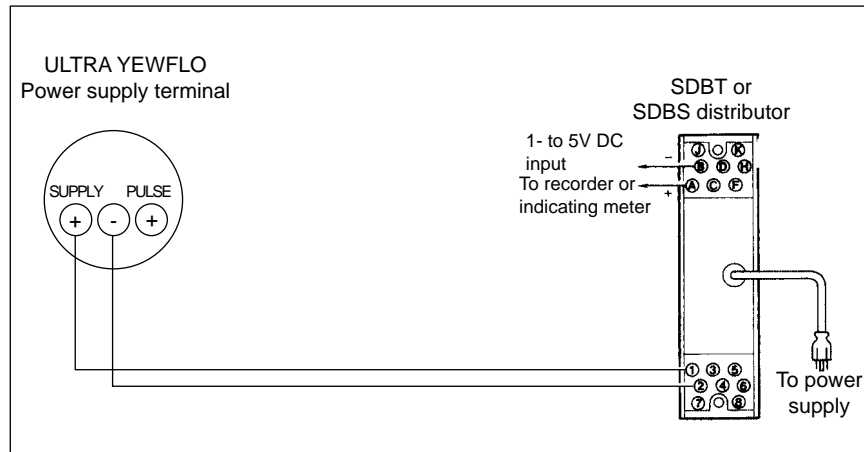 ULTRA YEWFLO
Power supply terminal
SUPPLY PULSE
+ - +
SDBT or
SDBS distributor
1- to 5V DC
input
To recorder or
indicating meter
-
+
J K
B D H
A C F
1 3 5
2 4 6
7 8
To power
supply